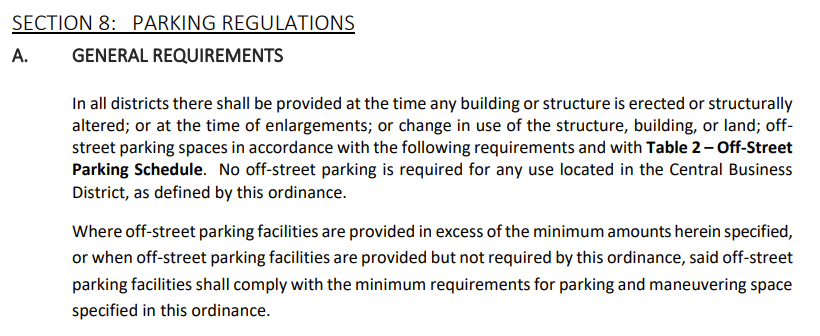 SECTION 8: PARKING REGULATIONS
A. GENERAL REQUIREMENTS
In all districts there shall be provided at the time any building or structure is erected or structurally
altered; or at the time of enlargements; or change in use of the structure, building, or land; off-
street parking spaces in accordance with the following requirements and with Table 2 – Off-Street
Parking Schedule. No off-street parking is required for any use located in the Central Business
District, as defined by this ordinance.
Where off-street parking facilities are provided in excess of the minimum amounts herein specified,
or when off-street parking facilities are provided but not required by this ordinance, said off-street
parking facilities shall comply with the minimum requirements for parking and maneuvering space
specified in this ordinance.